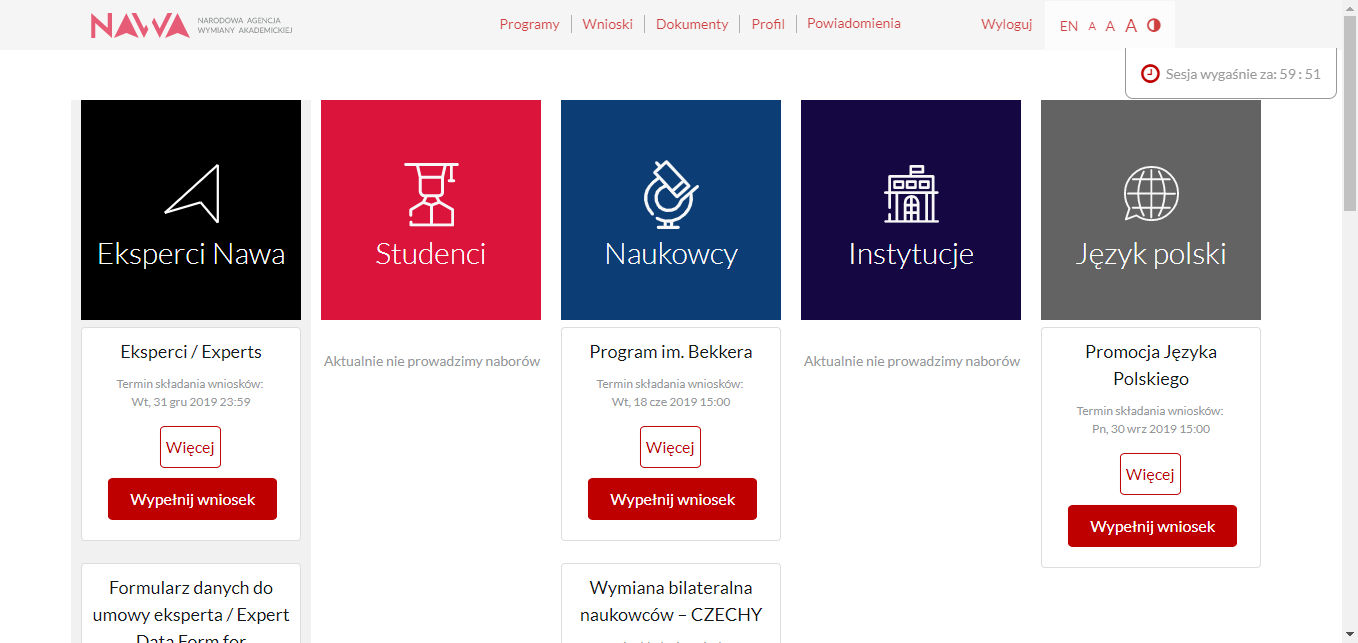 NAWA NARODOWA AGENCJA
WYMIANY AKADEMICKIEJ
Programy Wnioski Dokumenty Profil Powiadomienia Wyloguj EN A A A
Sesja wygaśnie za: 59 : 51
Eksperci Nawa
Studenci
Naukowcy
Instytucje
Język polski
Eksperci / Experts
Termin składania wniosków:
Wt, 31 gru 2019 23:59
Więcej
Wypełnij wniosek
Formularz danych do
umowy eksperta / Expert
Data Form for
Aktualnie nie prowadzimy naborów
Program im. Bekkera
Termin składania wniosków:
Wt, 18 cze 2019 15:00
Więcej
Wypełnij wniosek
Wymiana bilateralna
naukowców – CZECHY
Aktualnie nie prowadzimy naborów
Promocja Języka
Polskiego
Termin składania wniosków:
Pn, 30 wrz 2019 15:00
Więcej
Wypełnij wniosek